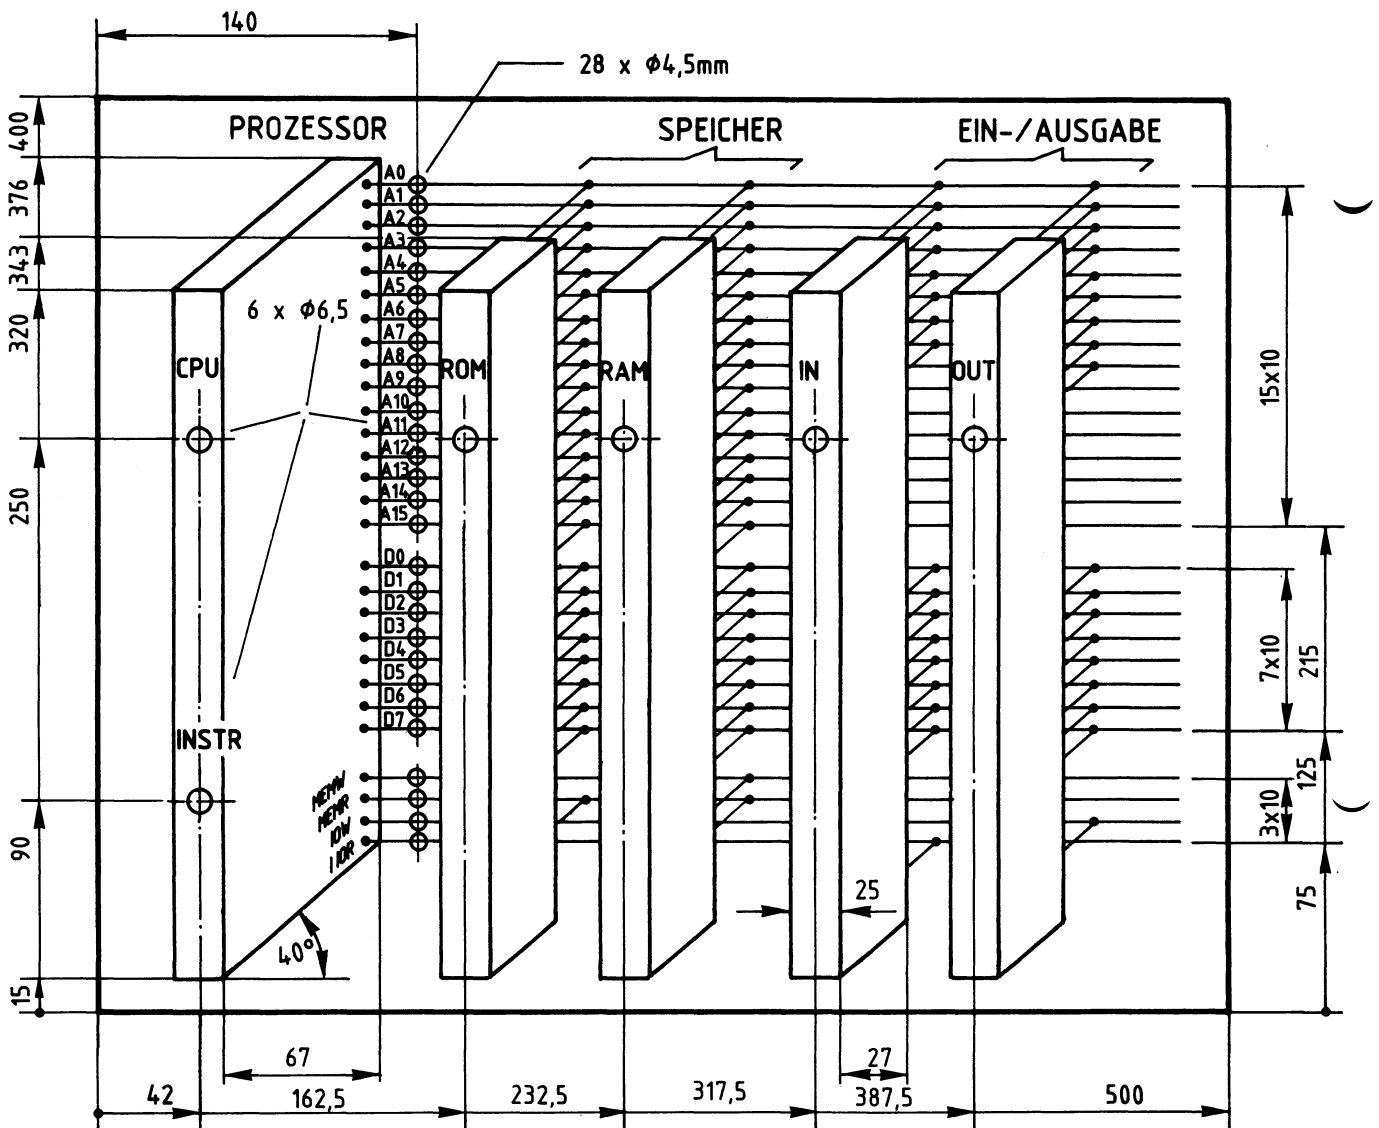 140
28 x ϕ4,5mm
PROZESSOR
SPEICHER
EIN-/AUSGABE
400
376
343
320
250
90
15
A0
A1
A2
A3
A4
A5
A6
A7
A8
A9
A10
A11
A12
A13
A14
A15
D0
D1
D2
D3
D4
D5
D6
D7
MEMW
MEMR
IOW
IOR
6 x ϕ6,5
CPU
ROM
RAM
IN
OUT
INSTR
40°
25
15x10
7x10
215
3x10
125
75
67
27
42
162,5
232,5
317,5
387,5
500